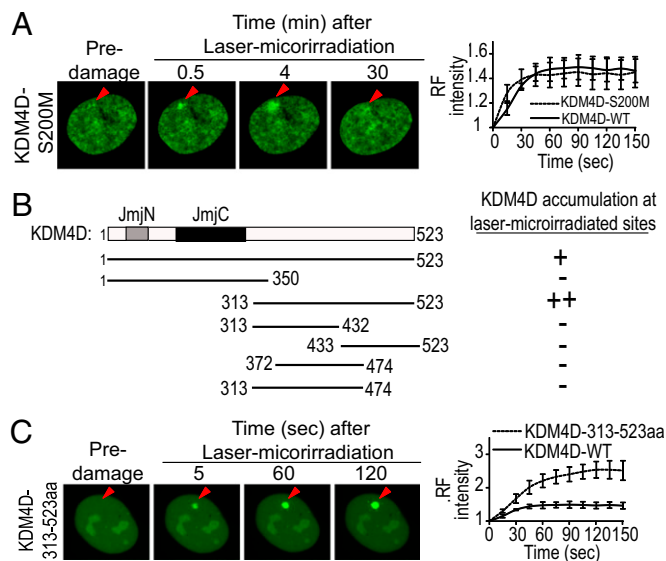 A
Time (min) after
Pre-
damage
Laser-micorirradiation
0.5 4 30
KDM4D-
S200M
RF
intensity
1.6
1.4
1.2
1
KDM4D-S200M
KDM4D-WT
0 30 60 90 120 150
Time (sec)
B
JmjN JmjC
KDM4D: 1 523
KDM4D accumulation at
laser-microirradiated sites
1 523 +
1 350 -
313 523 ++
313 432 -
433 523 -
372 474 -
313 474 -
C
Time (sec) after
Pre-
damage
Laser-micorirradiation
5 60 120
KDM4D-
313-523aa
KDM4D-313-523aa
KDM4D-WT
.RF
intensity
3
2
1
0 30 60 90 120 150
Time (sec)